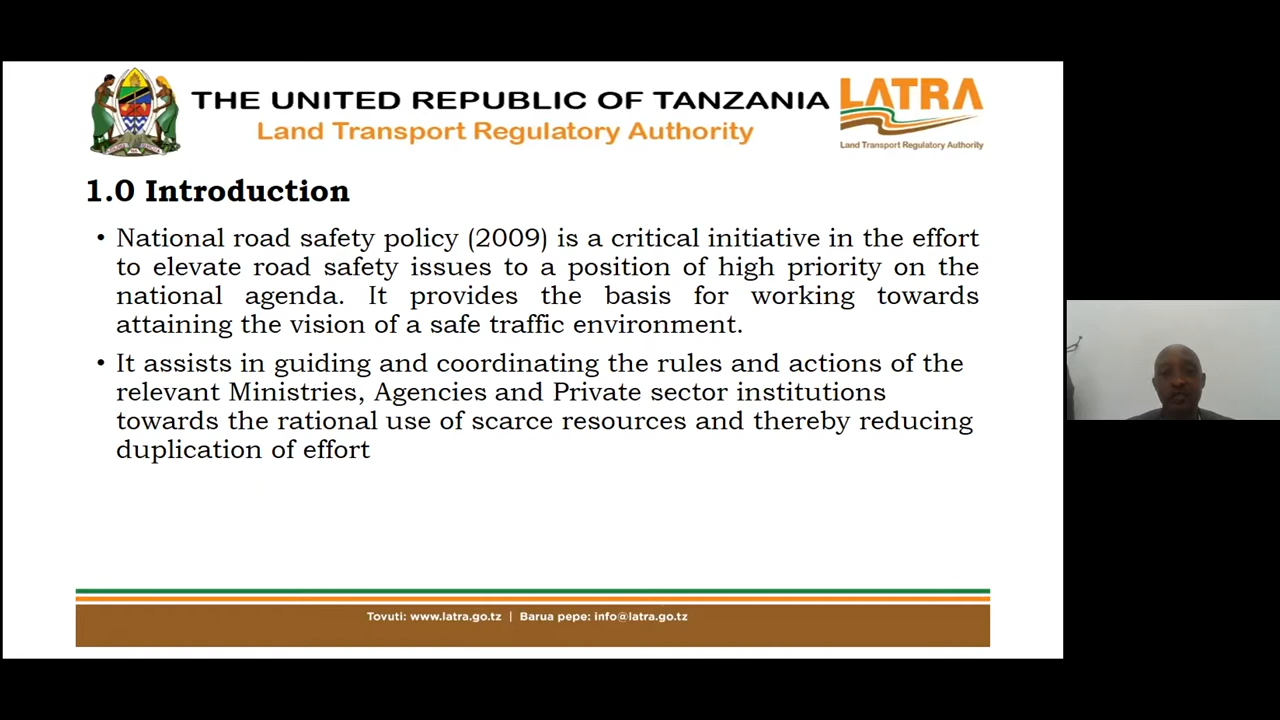 THE UNITED REPUBLIC OF TANZANIA
Land Transport Regulatory Authority
LATRA
Land Transport Regulatory Authority
1.0 Introduction
• National road safety policy (2009) is a critical initiative in the effort
to elevate road safety issues to a position of high priority on the
national agenda. It provides the basis for working towards
attaining the vision of a safe traffic environment.
• It assists in guiding and coordinating the rules and actions of the
relevant Ministries, Agencies and Private sector institutions
towards the rational use of scarce resources and thereby reducing
duplication of effort
Tovuti: www.latra.go.tz | Barua pepe: info@latra.go.tz